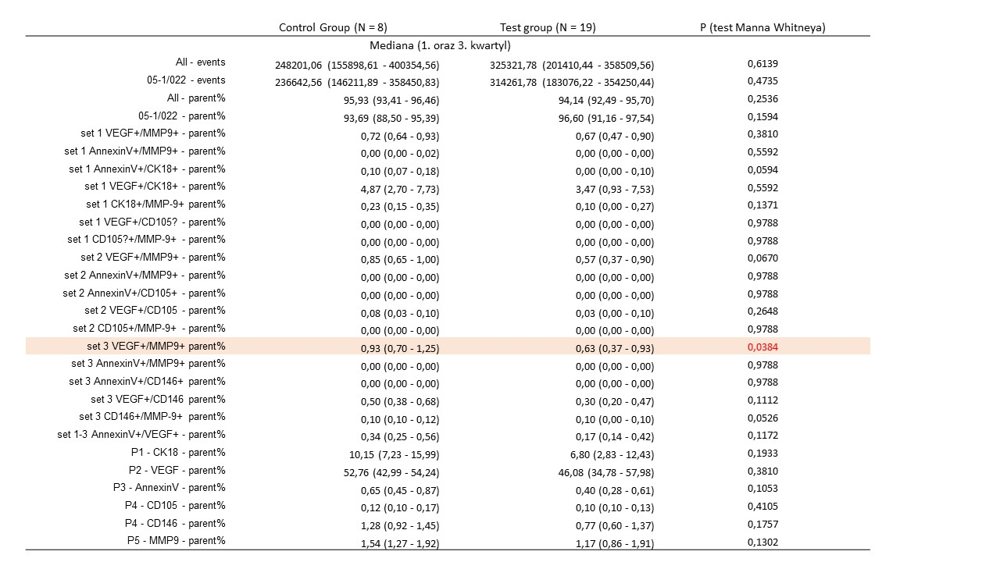 Control Group (N = 8) Test group (N = 19) P (test Manna Whitneya)
Mediana (1. oraz 3. kwartyl)
All - events 248201,06 (155898,61 - 400354,56) 325321,78 (201410,44 - 358509,56) 0,6139
05-1/022 - events 236642,56 (146211,89 - 358450,83) 314261,78 (183076,22 - 354250,44) 0,4735
All - parent% 95,93 (93,41 - 96,46) 94,14 (92,49 - 95,70) 0,2536
05-1/022 - parent% 93,69 (88,50 - 95,39) 96,60 (91,16 - 97,54) 0,1594
set 1 VEGF+/MMP9+ - parent% 0,72 (0,64 - 0,93) 0,67 (0,47 - 0,90) 0,3810
set 1 AnnexinV+/MMP9+ - parent% 0,00 (0,00 - 0,02) 0,00 (0,00 - 0,00) 0,5592
set 1 AnnexinV+/CK18+ - parent% 0,10 (0,07 - 0,18) 0,00 (0,00 - 0,10) 0,0594
set 1 VEGF+/CK18+ - parent% 4,87 (2,70 - 7,73) 3,47 (0,93 - 7,53) 0,5592
set 1 CK18+/MMP-9+ parent% 0,23 (0,15 - 0,35) 0,10 (0,00 - 0,27) 0,1371
set 1 VEGF+/CD105? - parent% 0,00 (0,00 - 0,00) 0,00 (0,00 - 0,00) 0,9788
set 1 CD105?+/MMP-9+ - parent% 0,00 (0,00 - 0,00) 0,00 (0,00 - 0,00) 0,9788
set 2 VEGF+/MMP9+ - parent% 0,85 (0,65 - 1,00) 0,57 (0,37 - 0,90) 0,0670
set 2 AnnexinV+/MMP9+ - parent% 0,00 (0,00 - 0,00) 0,00 (0,00 - 0,00) 0,9788
set 2 AnnexinV+/CD105+ - parent% 0,00 (0,00 - 0,00) 0,00 (0,00 - 0,00) 0,9788
set 2 VEGF+/CD105 - parent% 0,08 (0,03 - 0,10) 0,03 (0,00 - 0,10) 0,2648
set 2 CD105+/MMP-9+ - parent% 0,00 (0,00 - 0,00) 0,00 (0,00 - 0,00) 0,9788
set 3 VEGF+/MMP9+ parent% 0,93 (0,70 - 1,25) 0,63 (0,37 - 0,93) 0,0384
set 3 AnnexinV+/MMP9+ parent% 0,00 (0,00 - 0,00) 0,00 (0,00 - 0,00) 0,9788
set 3 AnnexinV+/CD146+ parent% 0,00 (0,00 - 0,00) 0,00 (0,00 - 0,00) 0,9788
set 3 VEGF+/CD146 parent% 0,50 (0,38 - 0,68) 0,30 (0,20 - 0,47) 0,1112
set 3 CD146+/MMP-9+ parent% 0,10 (0,10 - 0,12) 0,10 (0,00 - 0,10) 0,0526
set 1-3 AnnexinV+/VEGF+ - parent% 0,34 (0,25 - 0,56) 0,17 (0,14 - 0,42) 0,1172
P1 - CK18 - parent% 10,15 (7,23 - 15,99) 6,80 (2,83 - 12,43) 0,1933
P2 - VEGF - parent% 52,76 (42,99 - 54,24) 46,08 (34,78 - 57,98) 0,3810
P3 - AnnexinV - parent% 0,65 (0,45 - 0,87) 0,40 (0,28 - 0,61) 0,1053
P4 - CD105 - parent% 0,12 (0,10 - 0,17) 0,10 (0,10 - 0,13) 0,4105
P4 - CD146 - parent% 1,28 (0,92 - 1,45) 0,77 (0,60 - 1,37) 0,1757
P5 - MMP9 - parent% 1,54 (1,27 - 1,92) 1,17 (0,86 - 1,91) 0,1302